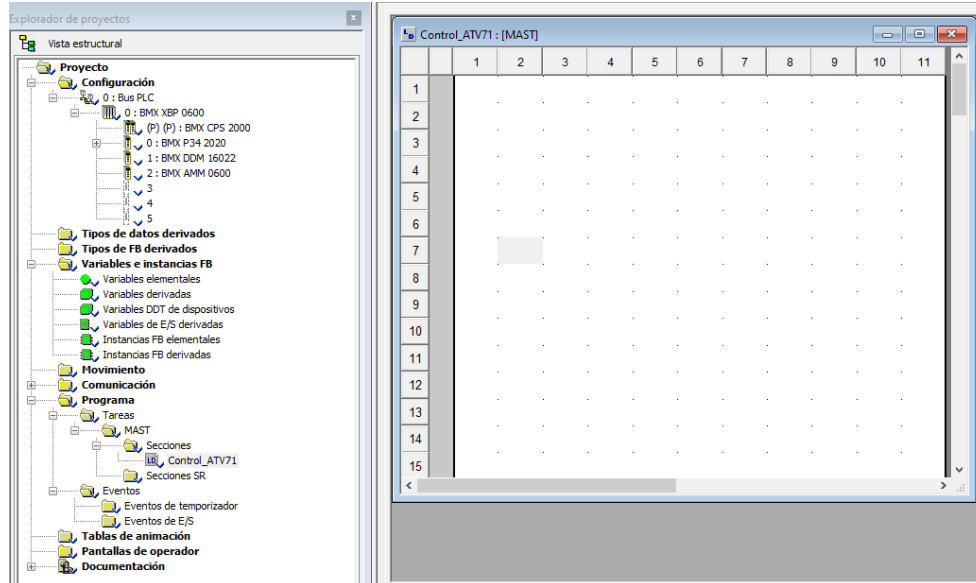 Explorador de proyectos
Vista estructural
Proyecto
Configuración
0 : Bus PLC
0 : BMX XBP 0600
(P) (P) : BMX CPS 2000
0 : BMX P34 2020
1 : BMX DDM 16022
2 : BMX AMM 0600
3
4
5
Tipos de datos derivados
Tipos de FB derivados
Variables e instancias FB
Variables elementales
Variables derivadas
Variables DDT de dispositivos
Variables de E/S derivadas
Instancias FB elementales
Instancias FB derivadas
Movimiento
Comunicación
Programa
Tareas
MAST
Secciones
LD Control_ATV71
Secciones SR
Eventos
Eventos de temporizador
Eventos de E/S
Tablas de animación
Pantallas de operador
Documentación
LD Control_ATV71 : [MAST]
1 2 3 4 5 6 7 8 9 10 11
1
2
3
4
5
6
7
8
9
10
11
12
13
14
15